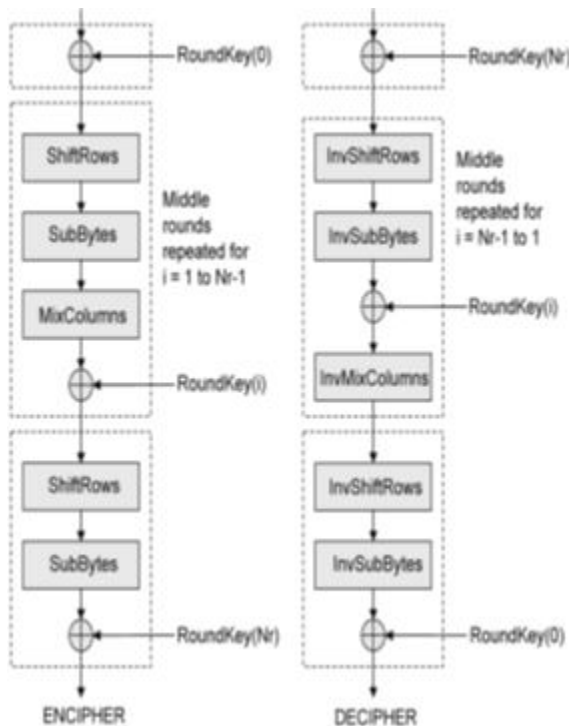 RoundKey(0)
ShiftRows
SubBytes
MixColumns
Middle
rounds
repeated for
i = 1 to Nr-1
RoundKey(i)
ShiftRows
SubBytes
RoundKey(Nr)
ENCIPHER
RoundKey(Nr)
InvShiftRows
InvSubBytes
Middle
rounds
repeated for
i = Nr-1 to 1
RoundKey(i)
InvMixColumns
InvShiftRows
InvSubBytes
RoundKey(0)
DECIPHER